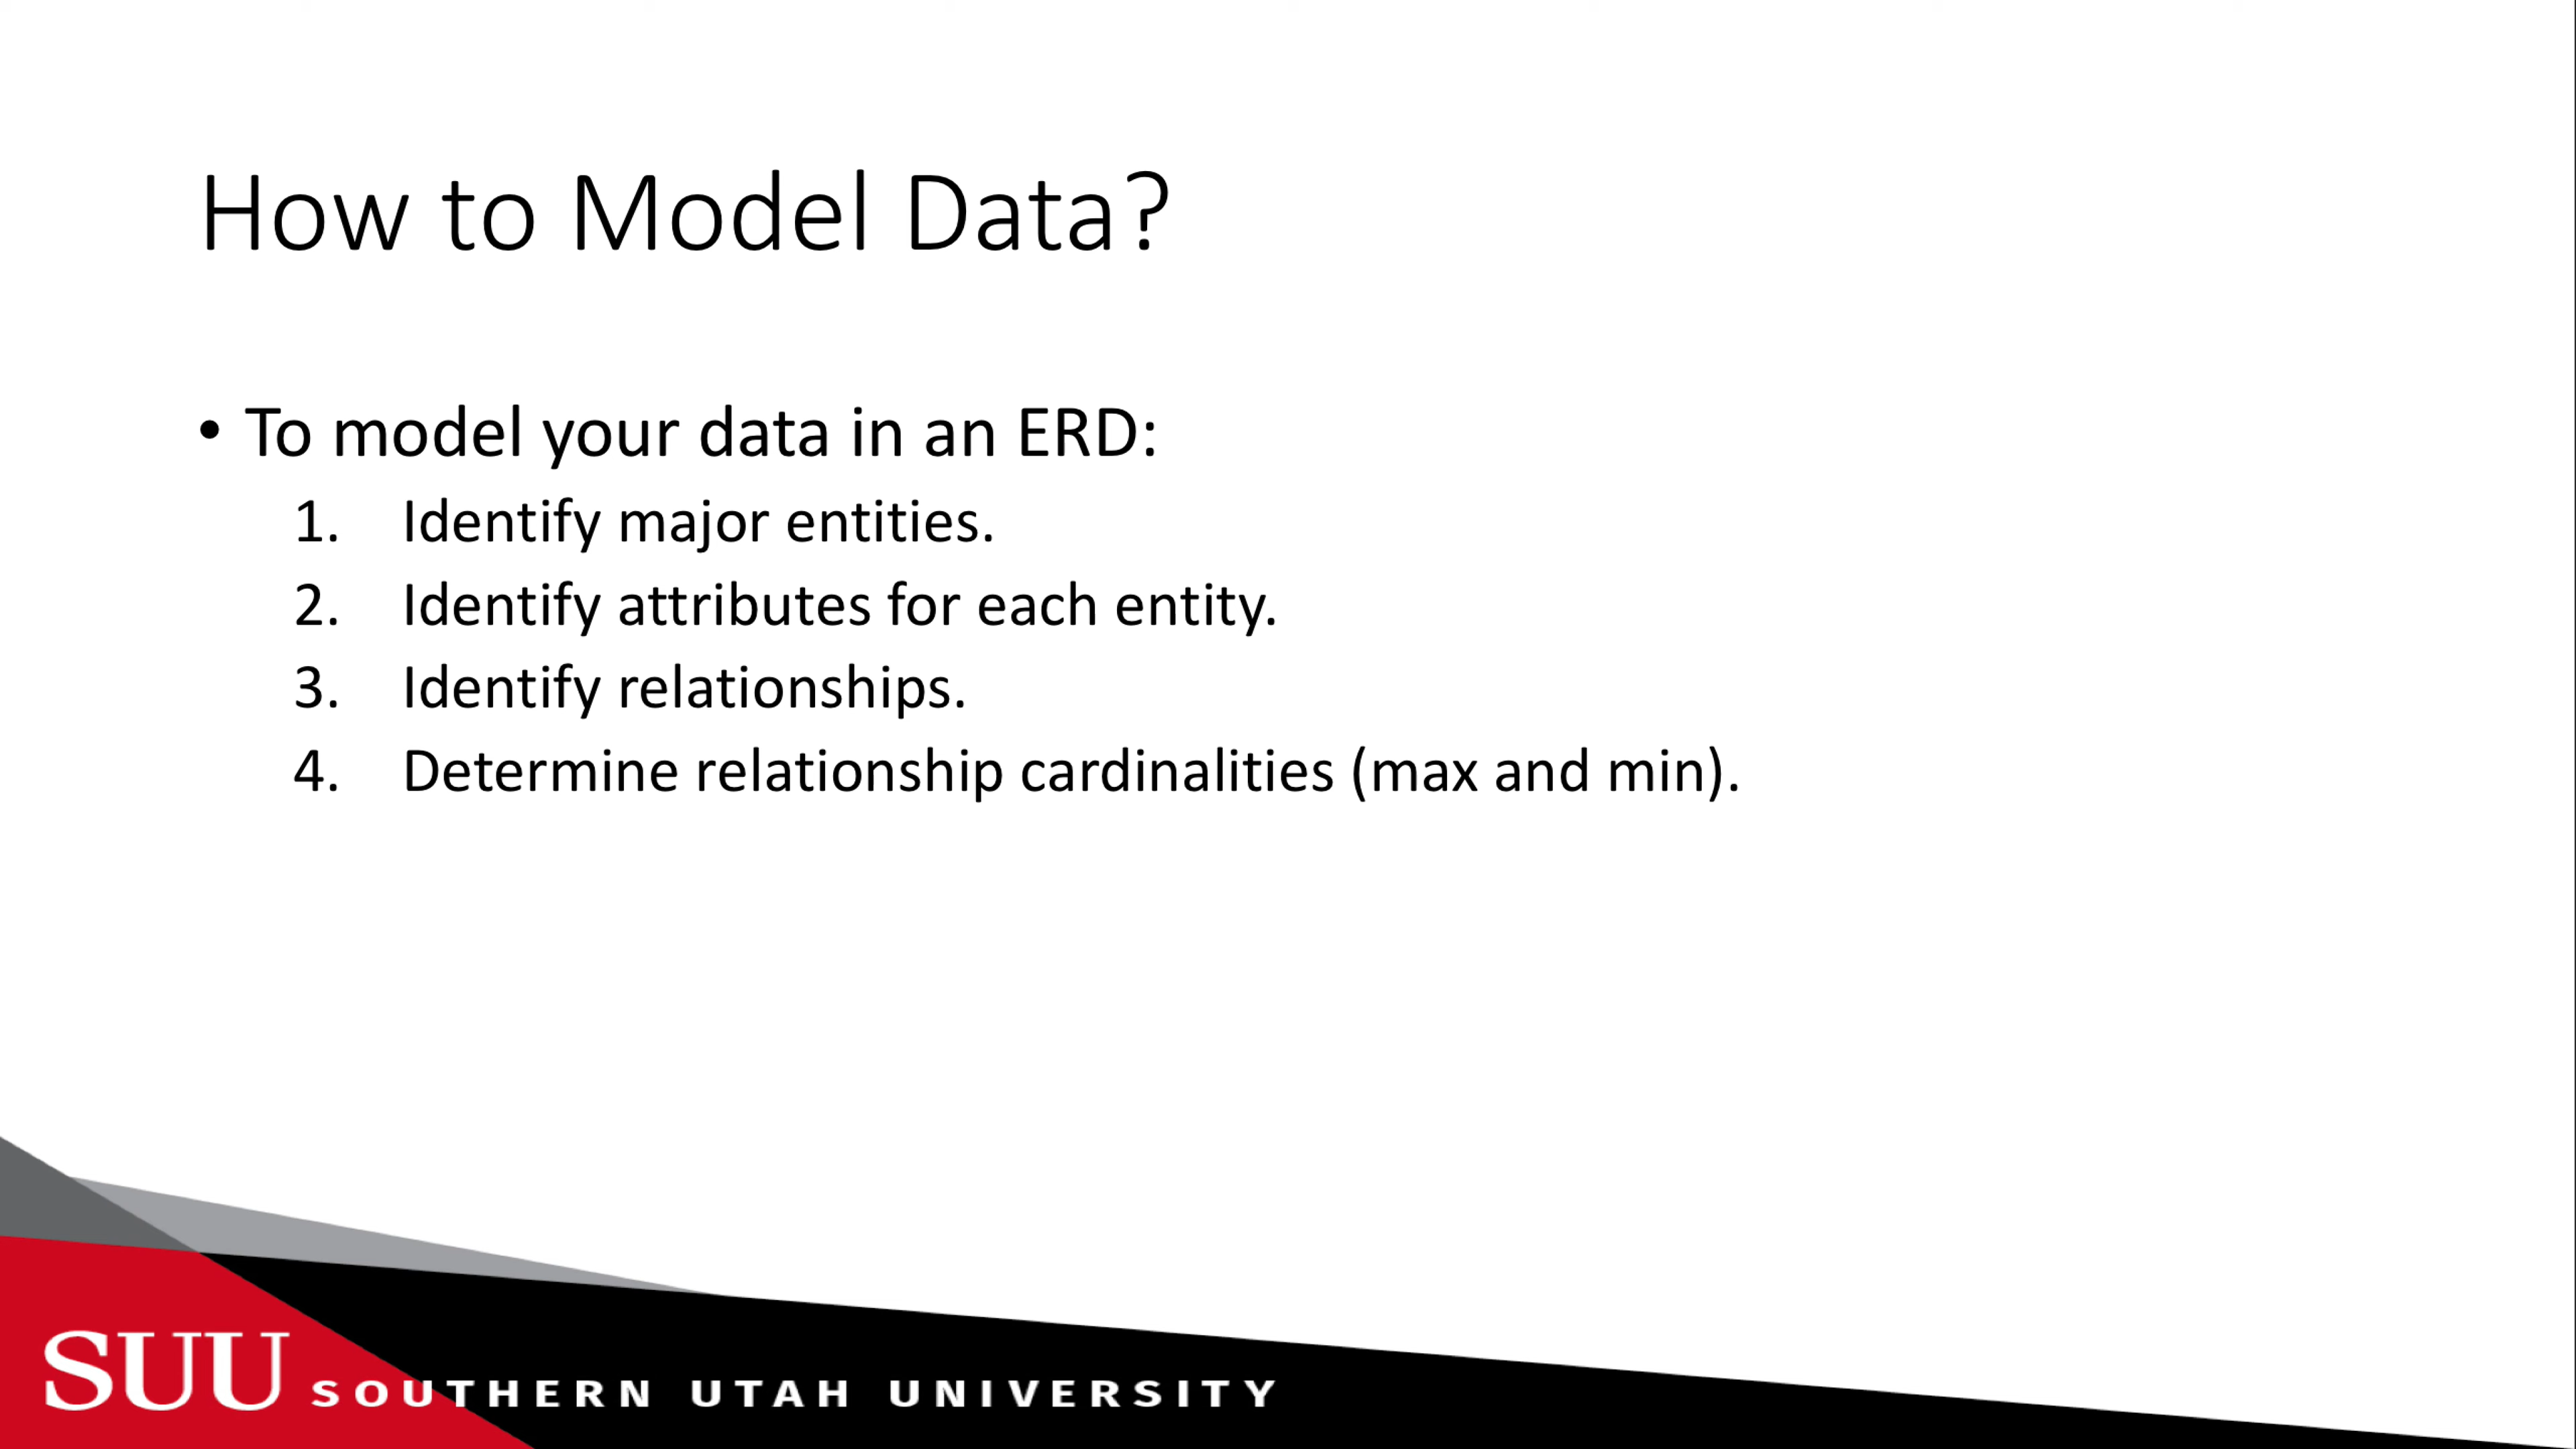 How to Model Data?
• To model your data in an ERD:
1. Identify major entities.
2. Identify attributes for each entity.
3. Identify relationships.
4. Determine relationship cardinalities (max and min).
SUU SOUTHERN UTAH UNIVERSITY